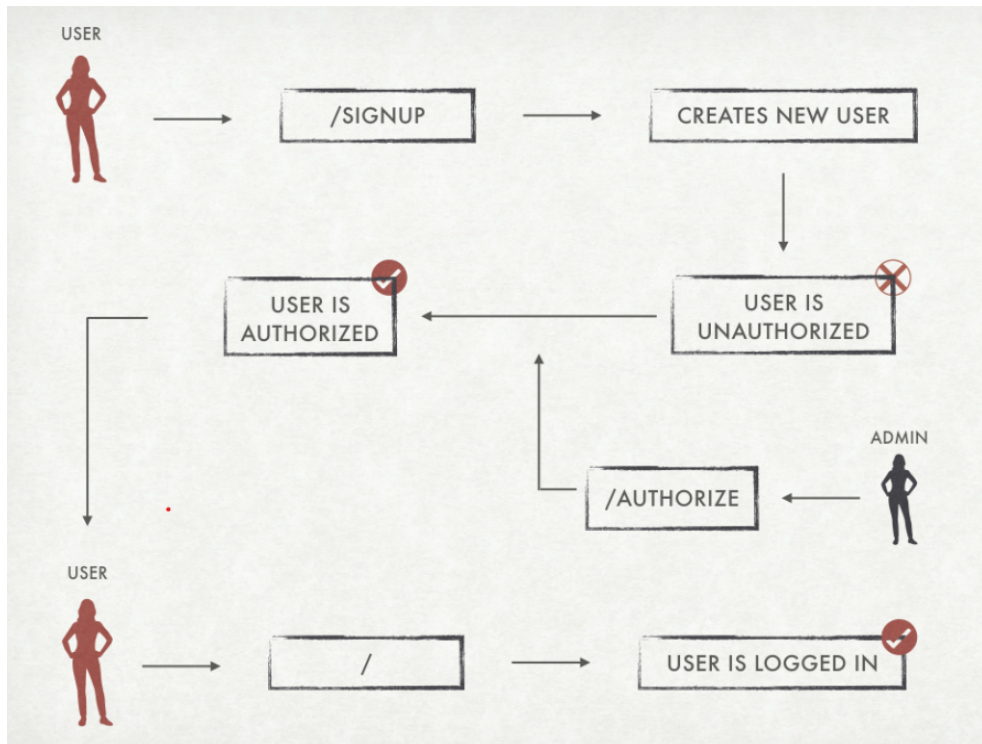 USER
/SIGNUP
CREATES NEW USER
USER IS
AUTHORIZED
USER IS
UNAUTHORIZED
ADMIN
/AUTHORIZE
USER
/
USER IS LOGGED IN